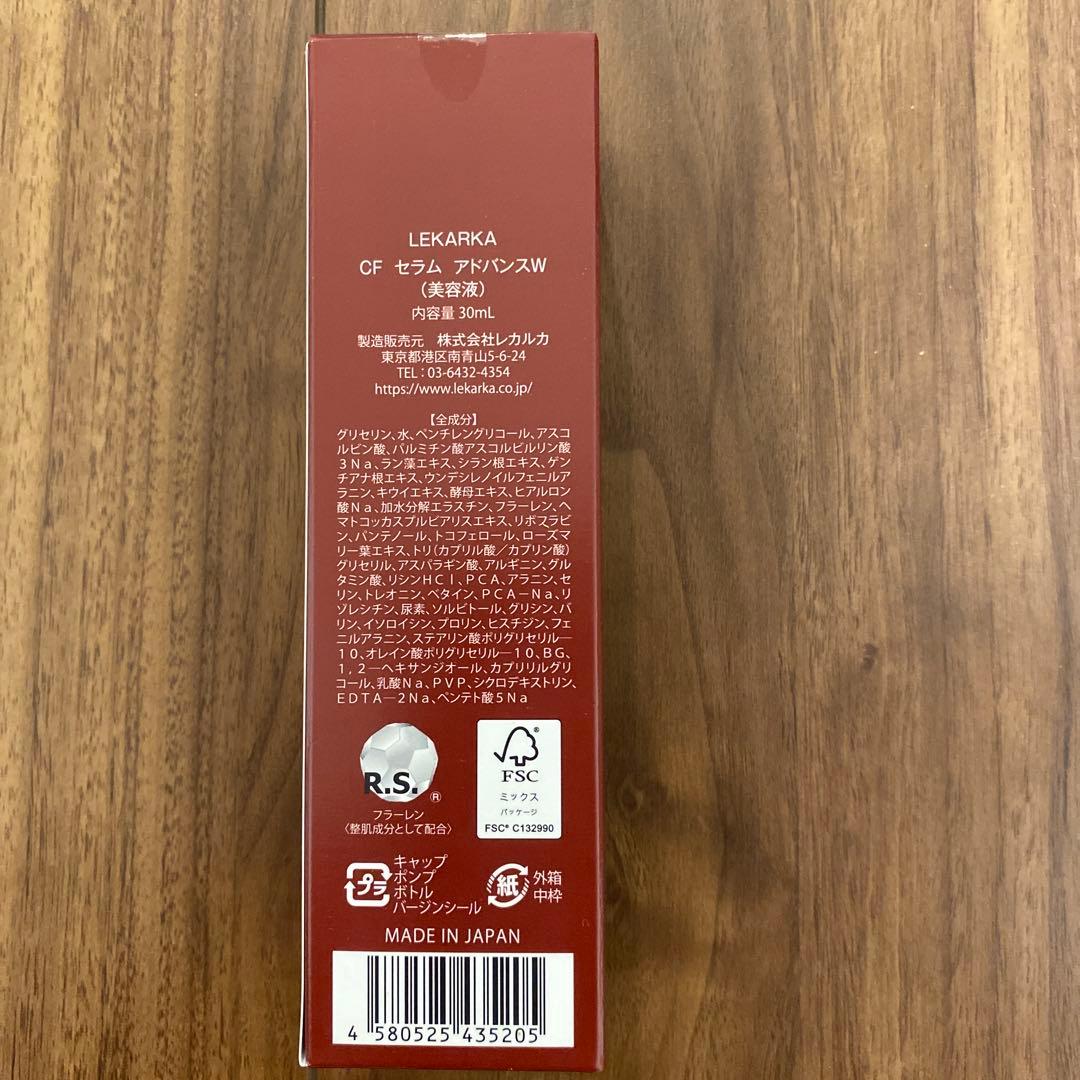 LEKARKA
CF セラム アドバンスW
(美容液)
内容量 30mL
製造販売元 株式会社レカルカ
東京都港区南青山5-6-24
TEL:03-6432-4354
https://www.lekarka.co.jp/
【全成分】
グリセリン、水、ペンチレングリコール、アスコ
ルビン酸、パルミチン酸アスコルビルリン酸
3Na、ラン藻エキス、シラン根エキス、ゲン
チアナ根エキス、ウンデシレノイルフェニルア
ラニン、キウイエキス、酵母エキス、ヒアルロン
酸Na、加水分解エラスチン、フラーレン、ヘ
マトコッカスプルビアリスエキス、リボフラビ
ン、パンテノール、トコフェロール、ローズマ
リー葉エキス、トリ(カプリル酸/カプリン酸)
グリセリル、アスパラギン酸、アルギニン、グル
タミン酸、リシンHCl、PCA、アラニン、セ
リン、トレオニン、ベタイン、PCA-Na、リ
ゾレシチン、尿素、ソルビトール、グリシン、バ
リン、イソロイシン、プロリン、ヒスチジン、フェ
ニルアラニン、ステアリン酸ポリグリセリル―
10、オレイン酸ポリグリセリル―10、BG、
1,2―ヘキサンジオール、カプリリルグリ
コール、乳酸Na、PVP、シクロデキストリン、
EDTA―2Na、ペンテト酸5Na
R.S.®
フラーレン
〈整肌成分として配合〉
FSC®
ミックス
パッケージ
FSC® C132990
プラ
キャップ
ポンプ
ボトル
バージンシール
紙
外箱
中枠
MADE IN JAPAN
4 580525 435205